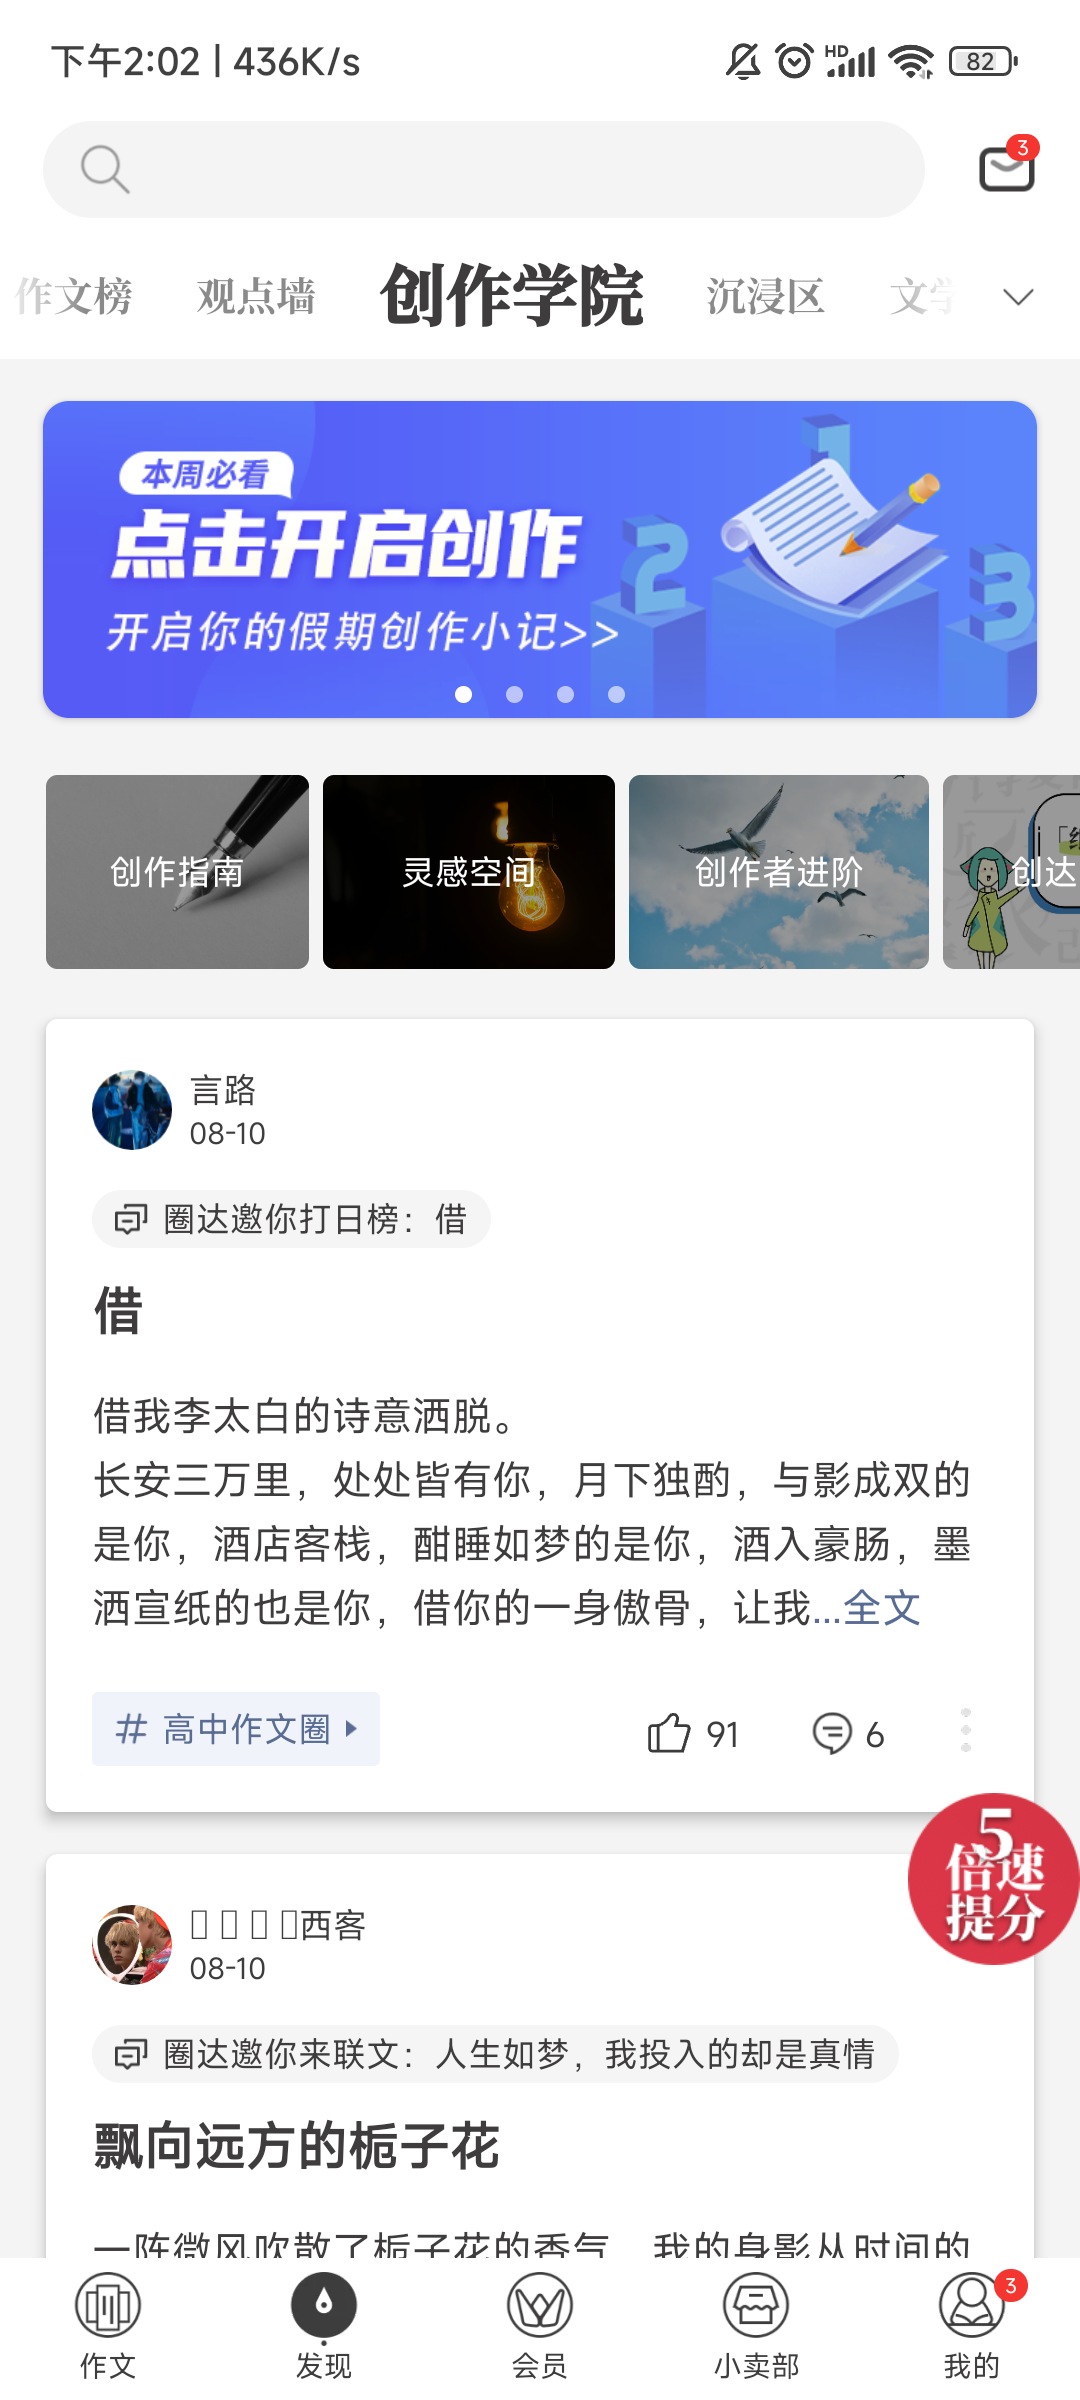 下午2:02 | 436K/s
HD
82
3
作文榜 观点墙 创作学院 沉浸区 文学
本周必看
点击开启创作
开启你的假期创作小记>>
1
2
3
创作指南 灵感空间 创作者进阶 创达
言路
08-10
圈达邀你打日榜：借
借
借我李太白的诗意洒脱。
长安三万里，处处皆有你，月下独酌，与影成双的
是你，酒店客栈，酣睡如梦的是你，酒入豪肠，墨
洒宣纸的也是你，借你的一身傲骨，让我...全文
# 高中作文圈
91
6
5
倍速
提分
西客
08-10
圈达邀你来联文：人生如梦，我投入的却是真情
飘向远方的栀子花
一阵微风吹散了栀子花的香气，我的身影从时间的
3
作文 发现 会员 小卖部 我的